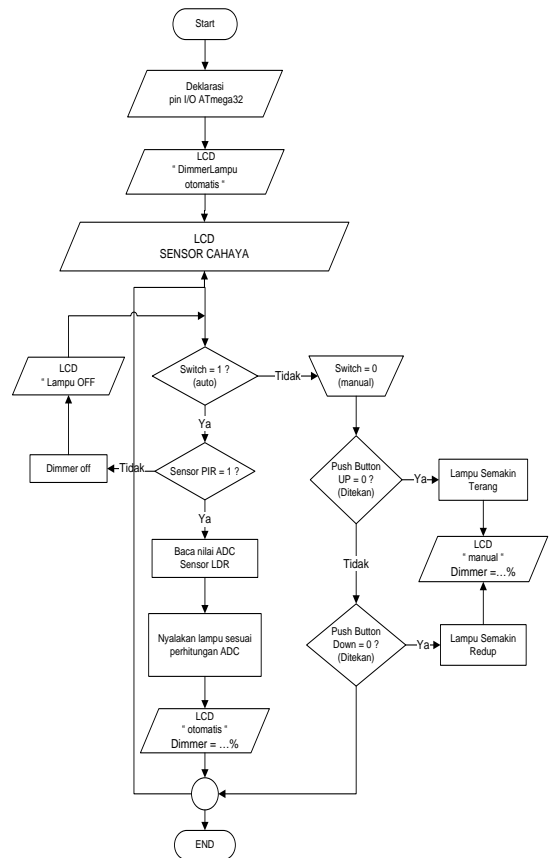 Start
Deklarasi
pin I/O ATmega32
LCD
“ DimmerLampu
otomatis “
LCD
SENSOR CAHAYA
LCD
“ Lampu OFF
Switch = 1 ?
(auto)
Tidak
Switch = 0
(manual)
Ya
Dimmer off
Tidak
Sensor PIR = 1 ?
Push Button
UP = 0 ?
(Ditekan)
Ya
Lampu Semakin
Terang
Ya
Baca nilai ADC
Sensor LDR
Tidak
LCD
“ manual “
Dimmer =...%
Nyalakan lampu sesuai
perhitungan ADC
Push Button
Down = 0 ?
(Ditekan)
Ya
Lampu Semakin
Redup
LCD
“ otomatis “
Dimmer = ...%
END